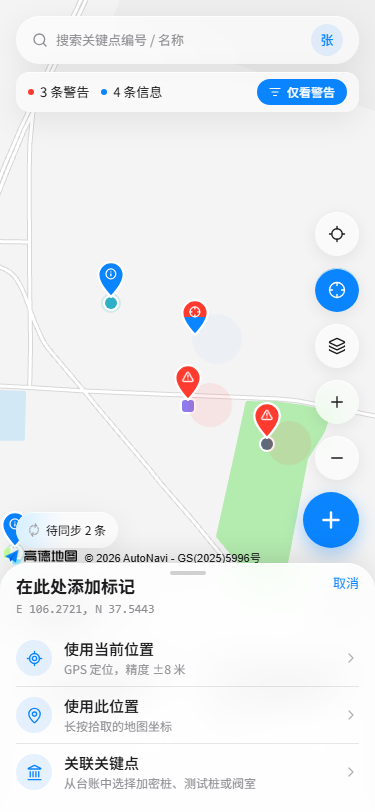 搜索关键点编号 / 名称
张
3 条警告
4 条信息
仅看警告
待同步 2 条
高德地图 © 2026 AutoNavi - GS(2025)5996号
在此处添加标记
取消
E 106.2721, N 37.5443
使用当前位置
GPS 定位，精度 ±8 米
使用此位置
长按拾取的地图坐标
关联关键点
从台账中选择加密桩、测试桩或阀室